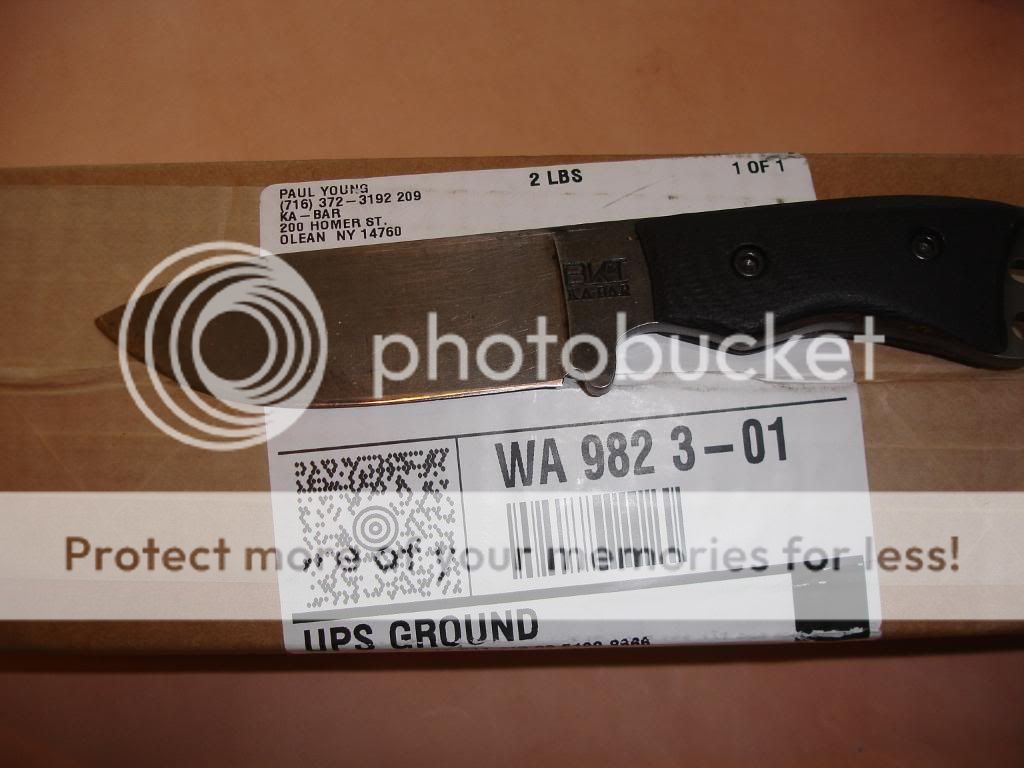 PAUL YOUNG
(716) 372-3192 209
KA-BAR
200 HOMER ST.
OLEAN NY 14760
2 LBS
1 OF 1
BK&T
KA-BAR
photobucket
WA 982 3-01
Protect more of your memories for less!
UPS GROUND